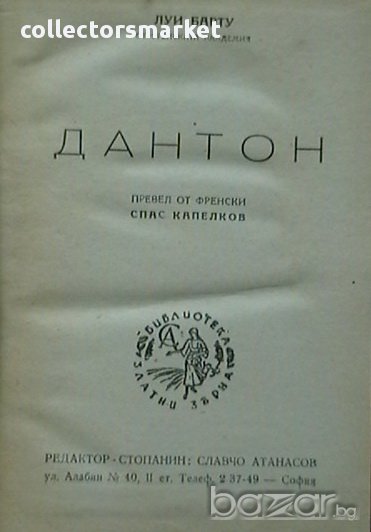 collectorsmarket
ЛУИ БАРТУ
ДАНТОН
ПРЕВЕЛ ОТ ФРЕНСКИ
СПАС КАПЕЛКОВ
БИБЛИОТЕКА
СА
ЗЛАТНИ ЗЪРНА
РЕДАКТОР-СТОПАНИН: СЛАВЧО АТАНАСОВ
ул. Алабин № 40, II ет. Телеф. 2-37-49 — София
bazar.bg